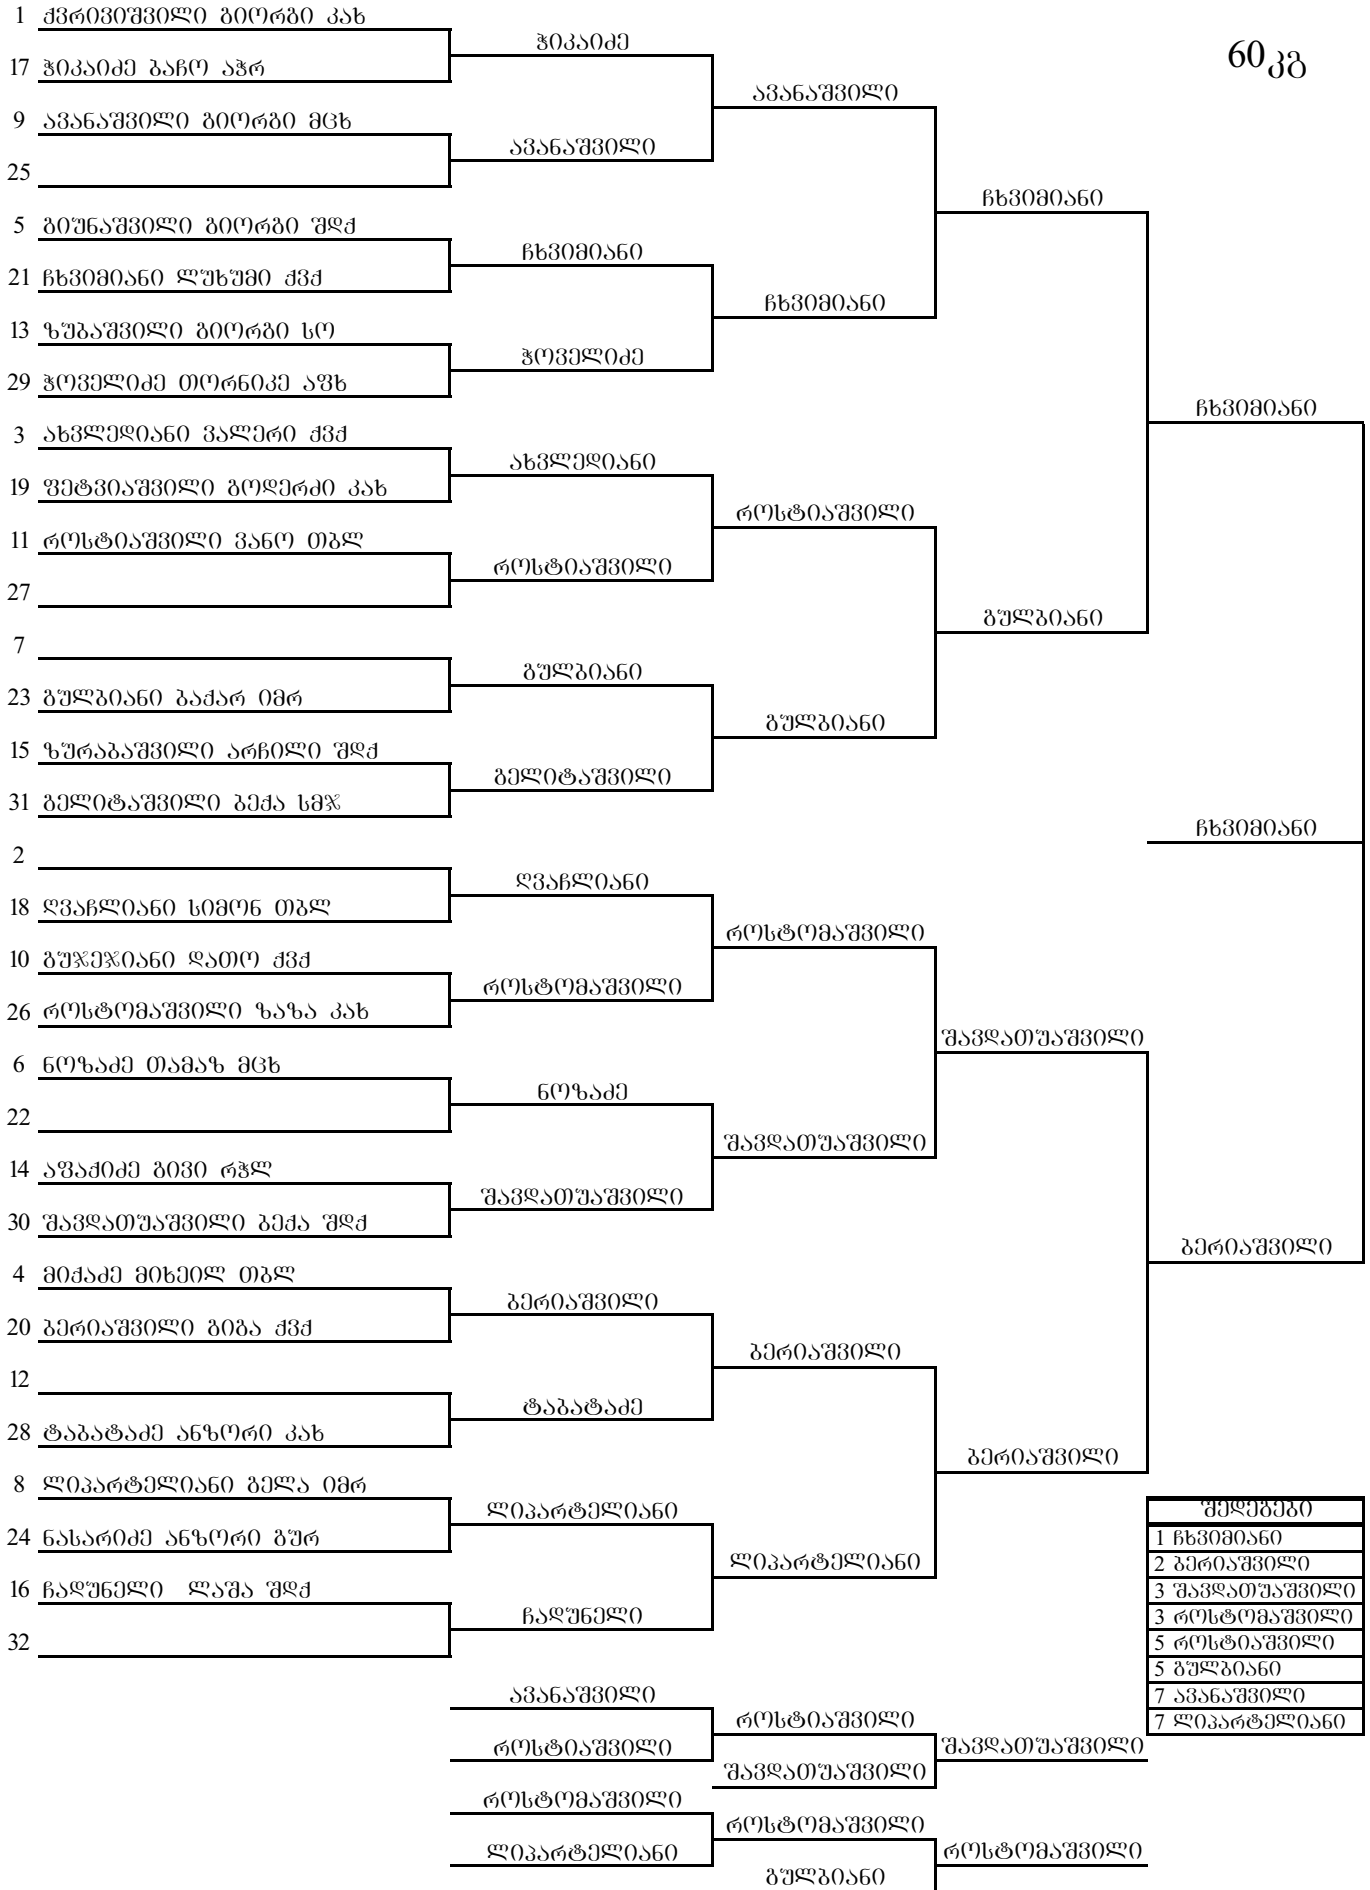 1 ქვრივიშვილი გიორგი კახ
ჭიკაიძე
60კგ
17 ჭიკაიძე ბაჩო აჭრ
ავანაშვილი
9 ავანაშვილი გიორგი მცხ
ავანაშვილი
25
ჩხვიმიანი
5 გიუნაშვილი გიორგი შდქ
ჩხვიმიანი
21 ჩხვიმიანი ლუხუმი ქვქ
ჩხვიმიანი
13 ზუბაშვილი გიორგი სო
ჭოველიძე
29 ჭოველიძე თორნიკე აფხ
ჩხვიმიანი
3 ახვლედიანი ვალერი ქვქ
ახვლედიანი
19 ფეტვიაშვილი გოდერძი კახ
როსტიაშვილი
11 როსტიაშვილი ვანო თბლ
როსტიაშვილი
27
გულბიანი
7
გულბიანი
23 გულბიანი ბაქარ იმრ
გულბიანი
15 ზურაბაშვილი არჩილი შდქ
გელიტაშვილი
31 გელიტაშვილი ბექა სმჯ
ჩხვიმიანი
2
ღვაჩლიანი
18 ღვაჩლიანი სიმონ თბლ
როსტომაშვილი
10 გუჯეჯიანი დათო ქვქ
როსტომაშვილი
26 როსტომაშვილი ზაზა კახ
შავდათუაშვილი
6 ნოზაძე თამაზ მცხ
ნოზაძე
22
შავდათუაშვილი
14 აფაქიძე გივი რჭლ
შავდათუაშვილი
30 შავდათუაშვილი ბექა შდქ
ბერიაშვილი
4 მიქაძე მიხეილ თბლ
ბერიაშვილი
20 ბერიაშვილი გიგა ქვქ
ბერიაშვილი
12
ტაბატაძე
28 ტაბატაძე ანზორი კახ
ბერიაშვილი
8 ლიპარტელიანი გელა იმრ
ლიპარტელიანი
24 ნასარიძე ანზორი გურ
ლიპარტელიანი
16 ჩადუნელი ლაშა შდქ
ჩადუნელი
32
შედეგები
1 ჩხვიმიანი
2 ბერიაშვილი
3 შავდათუაშვილი
3 როსტომაშვილი
5 როსტიაშვილი
5 გულბიანი
7 ავანაშვილი
7 ლიპარტელიანი
ავანაშვილი
როსტიაშვილი
როსტიაშვილი
შავდათუაშვილი
შავდათუაშვილი
როსტომაშვილი
როსტომაშვილი
ლიპარტელიანი
როსტომაშვილი
გულბიანი